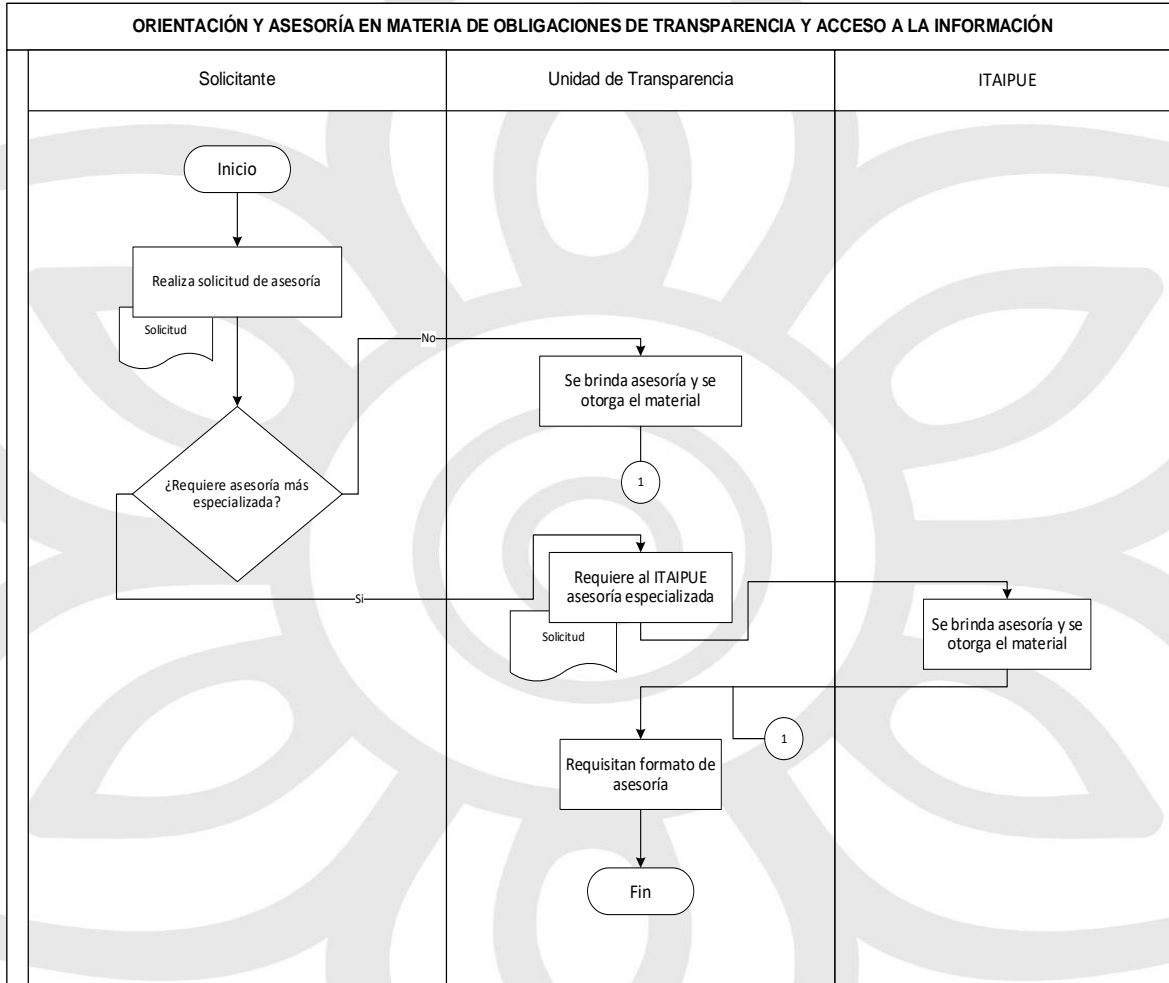 ORIENTACIÓN Y ASESORÍA EN MATERIA DE OBLIGACIONES DE TRANSPARENCIA Y ACCESO A LA INFORMACIÓN
Solicitante
Unidad de Transparencia
ITAIPUE
Inicio
Realiza solicitud de asesoría
Solicitud
¿Requiere asesoría más
especializada?
No
Se brinda asesoría y se
otorga el material
1
Si
Requiere al ITAIPUE
asesoría especializada
Solicitud
Se brinda asesoría y se
otorga el material
1
Requisitan formato de
asesoría
Fin